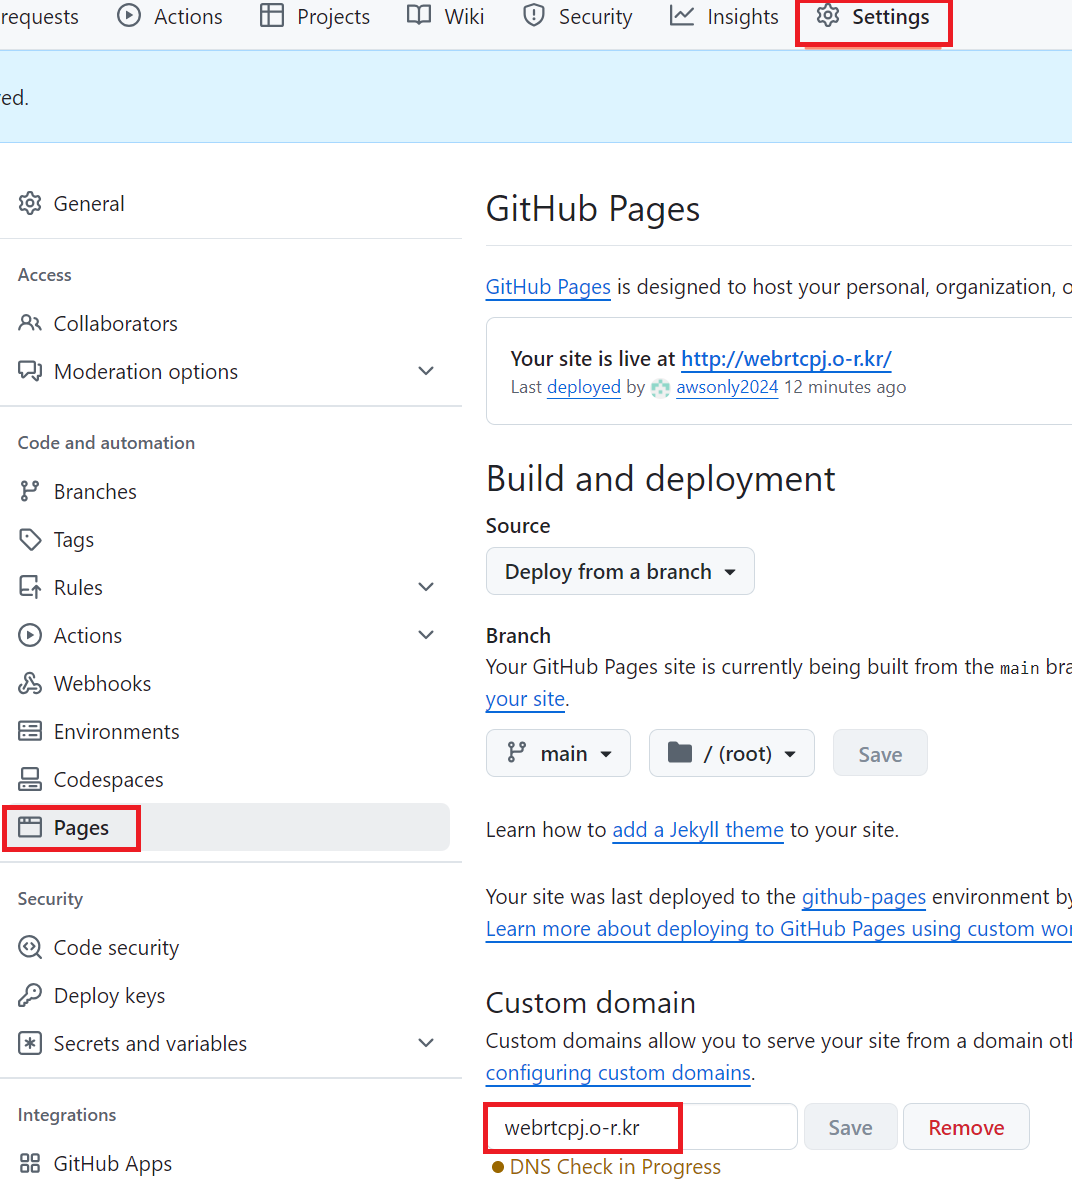 requests Actions Projects Wiki Security Insights Settings
ed.
General
Access
Collaborators
Moderation options
Code and automation
Branches
Tags
Rules
Actions
Webhooks
Environments
Codespaces
Pages
Security
Code security
Deploy keys
Secrets and variables
Integrations
GitHub Apps
GitHub Pages
GitHub Pages is designed to host your personal, organization,
Your site is live at http://webrtcpj.o-r.kr/
Last deployed by awsonly2024 12 minutes ago
Build and deployment
Source
Deploy from a branch
Branch
Your GitHub Pages site is currently being built from the main bra
your site.
main / (root) Save
Learn how to add a Jekyll theme to your site.
Your site was last deployed to the github-pages environment by
Learn more about deploying to GitHub Pages using custom wor
Custom domain
Custom domains allow you to serve your site from a domain oth
configuring custom domains.
webrtcpj.o-r.kr Save Remove
DNS Check in Progress